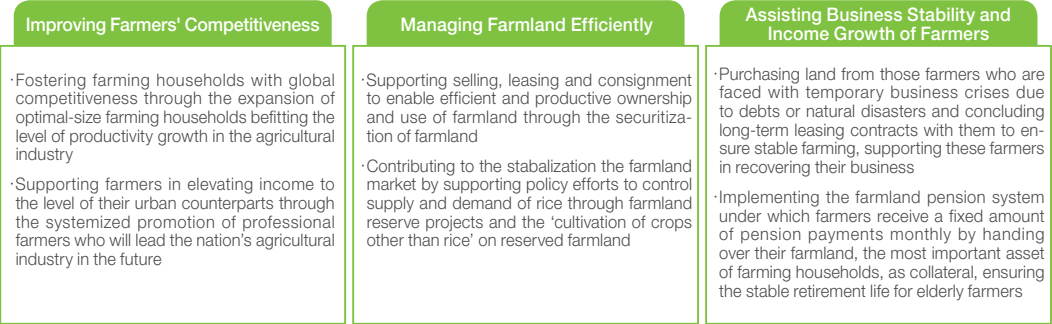 Improving Farmers' Competitiveness
·Fostering farming households with global
competitiveness through the expansion of
optimal-size farming households befitting the
level of productivity growth in the agricultural
industry
·Supporting farmers in elevating income to
the level of their urban counterparts through
the systemized promotion of professional
farmers who will lead the nation's agricultural
industry in the future
Managing Farmland Efficiently
·Supporting selling, leasing and consignment
to enable efficient and productive ownership
and use of farmland through the securitiza-
tion of farmland
·Contributing to the stabalization the farmland
market by supporting policy efforts to control
supply and demand of rice through farmland
reserve projects and the ‘cultivation of crops
other than rice’ on reserved farmland
Assisting Business Stability and
Income Growth of Farmers
·Purchasing land from those farmers who are
faced with temporary business crises due
to debts or natural disasters and concluding
long-term leasing contracts with them to en-
sure stable farming, supporting these farmers
in recovering their business
·Implementing the farmland pension system
under which farmers receive a fixed amount
of pension payments monthly by handing
over their farmland, the most important asset
of farming households, as collateral, ensuring
the stable retirement life for elderly farmers